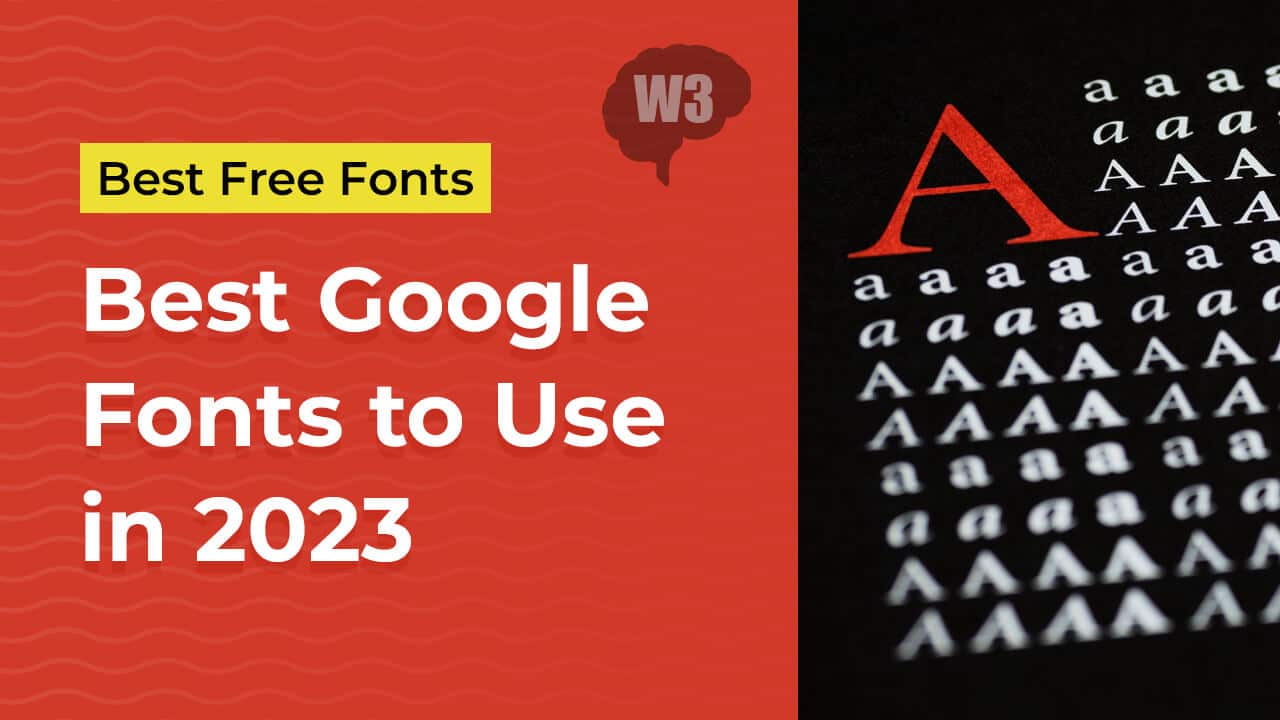 W3
Best Free Fonts
Best Google
Fonts to Use
in 2023
A
a a a a
a a a
A A A
A A A
a a a a a a a
a a a a a a a
A A A A A A
A A A A A A
a a a a a a
a a a a a a
A A A A A A
A A A A A